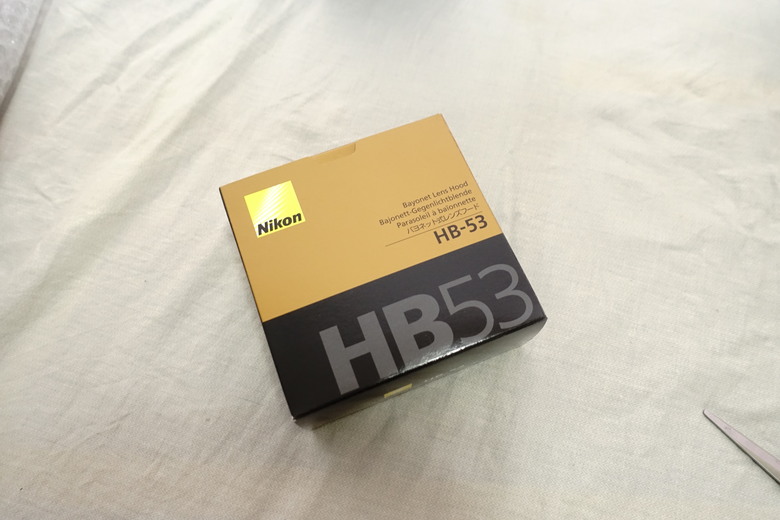 Nikon
Bayonet Lens Hood
Bajonett-Gegenlichtblende
Parasoleil à baïonnette
バヨネット式レンズフード
HB-53
HB53